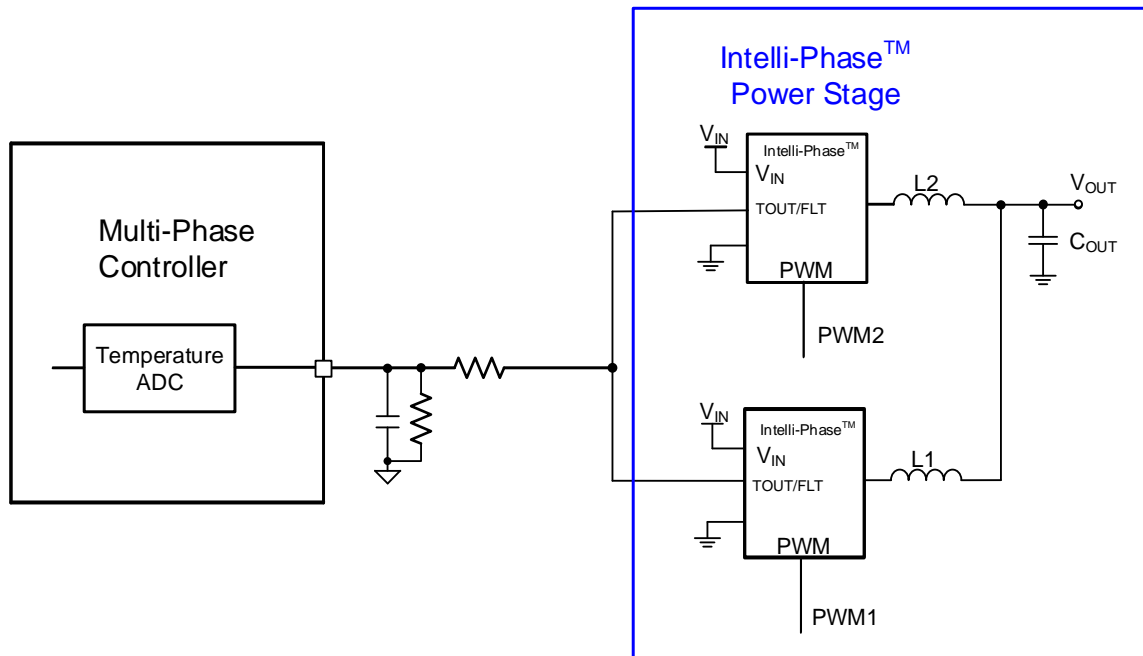 Intelli-Phase™
Power Stage
Multi-Phase
Controller
Temperature
ADC
VIN
Intelli-Phase™
VIN
TOUT/FLT
PWM
PWM2
L2
VOUT
COUT
VIN
Intelli-Phase™
VIN
TOUT/FLT
PWM
PWM1
L1